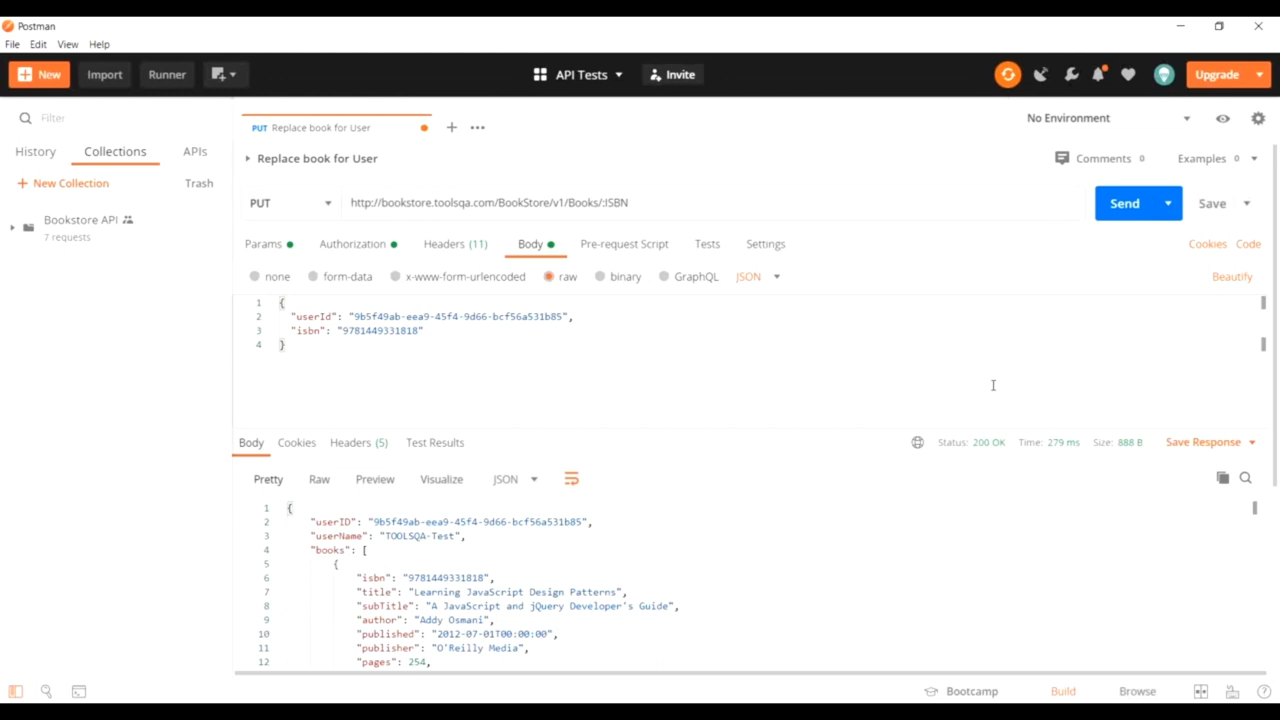 Postman
File Edit View Help
New Import Runner API Tests Invite Upgrade
Filter
History Collections APIs
New Collection Trash
Bookstore API
7 requests
PUT Replace book for User
No Environment
Replace book for User
Comments 0 Examples 0
PUT http://bookstore.toolsqa.com/BookStore/v1/Books/:ISBN Send Save
Params Authorization Headers (11) Body Pre-request Script Tests Settings Cookies Code
none form-data x-www-form-urlencoded raw binary GraphQL JSON Beautify
1 {
2 "userId": "9b5f49ab-eea9-45f4-9d66-bcf56a531b85",
3 "isbn": "9781449331818"
4 }
Body Cookies Headers (5) Test Results Status: 200 OK Time: 279 ms Size: 888 B Save Response
Pretty Raw Preview Visualize JSON
1 {
2 "userID": "9b5f49ab-eea9-45f4-9d66-bcf56a531b85",
3 "userName": "TOOLSQA-Test",
4 "books": [
5 {
6 "isbn": "9781449331818",
7 "title": "Learning JavaScript Design Patterns",
8 "subTitle": "A JavaScript and jQuery Developer's Guide",
9 "author": "Addy Osmani",
10 "published": "2012-07-01T00:00:00",
11 "publisher": "O'Reilly Media",
12 "pages": 254,
Bootcamp Build Browse